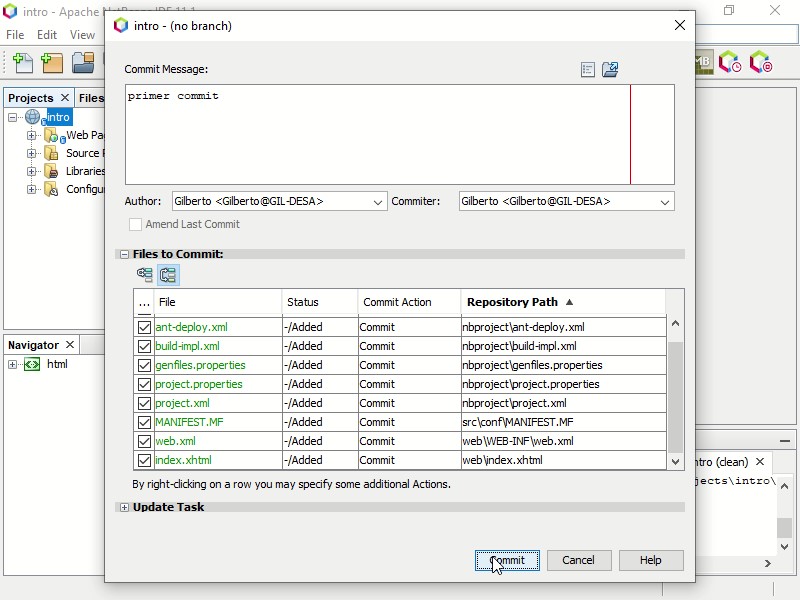 intro - Apache NetBeans IDE 11.1
File Edit View
Projects Files
intro
Web Pa
Source P
Libraries
Configu
Navigator
html
intro - (no branch)
Commit Message:
primer commit
Author: Gilberto <Gilberto@GIL-DESA> Commiter: Gilberto <Gilberto@GIL-DESA>
Amend Last Commit
Files to Commit:
... File Status Commit Action Repository Path
ant-deploy.xml -/Added Commit nbproject\ant-deploy.xml
build-impl.xml -/Added Commit nbproject\build-impl.xml
genfiles.properties -/Added Commit nbproject\genfiles.properties
project.properties -/Added Commit nbproject\project.properties
project.xml -/Added Commit nbproject\project.xml
MANIFEST.MF -/Added Commit src\conf\MANIFEST.MF
web.xml -/Added Commit web\WEB-INF\web.xml
index.xhtml -/Added Commit web\index.xhtml
By right-clicking on a row you may specify some additional Actions.
Update Task
Commit Cancel Help
MB
ntro (clean)
jects\intro\